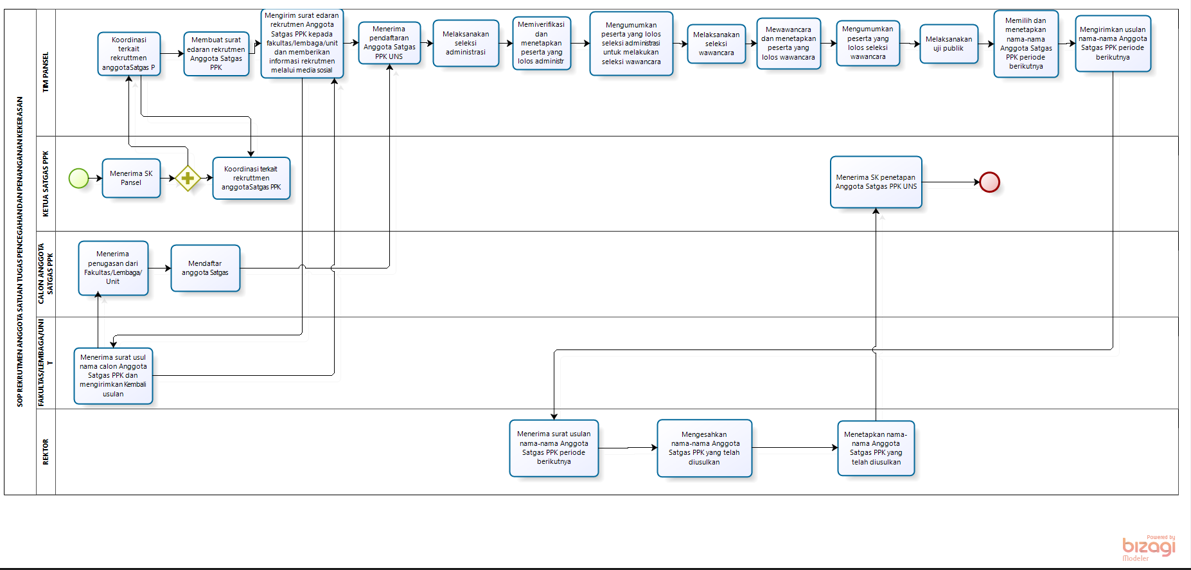 SOP REKRUTMEN ANGGOTA SATUAN TUGAS PENCEGAHAN DAN PENANGANAN KEKERASAN
TIM PANSEL
Koordinasi
terkait
rekruttmen
anggotaSatgas P
Membuat surat
edaran rekrutmen
Anggota Satgas
PPK
Mengirim surat edaran
rekrutmen Anggota
Satgas PPK kepada
fakultas/lembaga/unit
dan memberikan
informasi rekrutmen
melalui media sosial
Menerima
pendaftaran
Anggota Satgas
PPK UNS
Melaksanakan
seleksi
administrasi
Memiverifikasi
dan
menetapkan
peserta yang
lolos administr
Mengumumkan
peserta yang lolos
seleksi administrasi
untuk melakukan
seleksi wawancara
Melaksanakan
seleksi
wawancara
Mewawancara
dan menetapkan
peserta yang
lolos wawancara
Mengumumkan
peserta yang
lolos seleksi
wawancara
Melaksanakan
uji publik
Memilih dan
menetapkan
nama-nama
Anggota Satgas
PPK periode
berikutnya
Mengirimkan usulan
nama-nama Anggota
Satgas PPK periode
berikutnya
KETUA SATGAS PPK
Menerima SK
Pansel
Koordinasi terkait
rekruttmen
anggotaSatgas PPK
Menerima SK penetapan
Anggota Satgas PPK UNS
CALON ANGGOTA
SATGAS PPK
Menerima
penugasan dari
Fakultas/Lembaga/
Unit
Mendaftar
anggota Satgas
FAKULTAS/LEMBAGA/UNI
T
Menerima surat usul
nama calon Anggota
Satgas PPK dan
mengirimkan Kembali
usulan
REKTOR
Menerima surat usulan
nama-nama Anggota
Satgas PPK periode
berikutnya
Mengesahkan
nama-nama Anggota
Satgas PPK yang telah
diusulkan
Menetapkan nama-
nama Anggota
Satgas PPK yang
telah diusulkan
Powered by
bizagi
Modeler